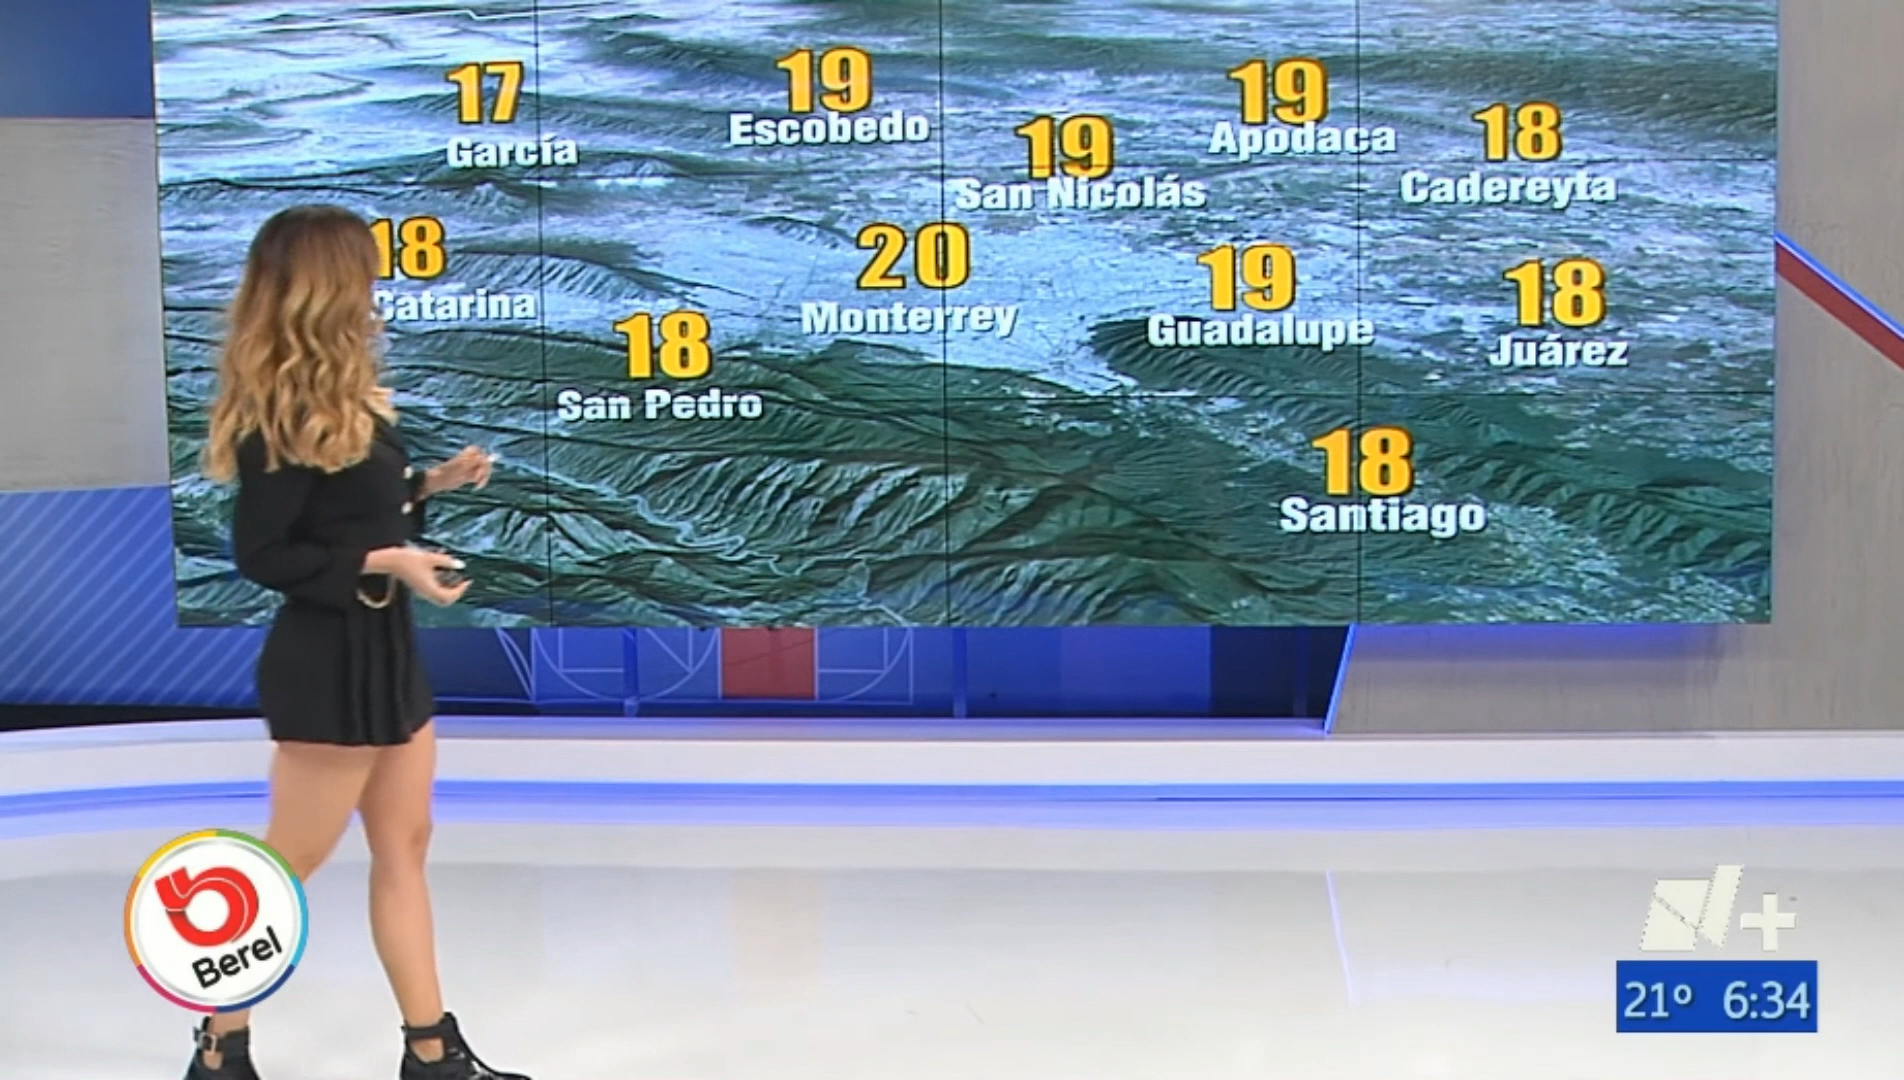 17
García
19
Escobedo
19
San Nicolás
19
Apodaca
18
Cadereyta
18
Catarina
18
San Pedro
20
Monterrey
19
Guadalupe
18
Juárez
18
Santiago
Berel
N+
21° 6:34